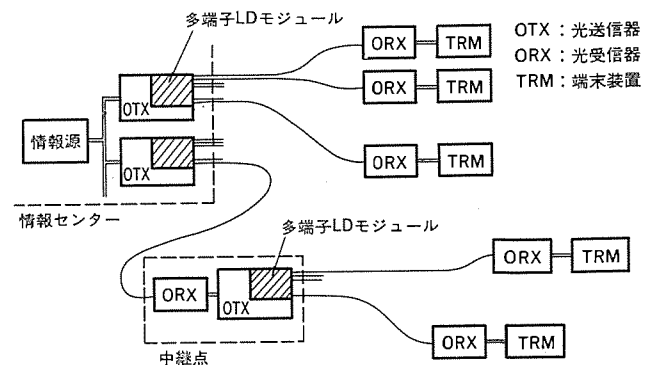 多端子LDモジュール
ORX
TRM
OTX：光送信器
ORX：光受信器
TRM：端末装置
ORX
TRM
OTX
情報源
OTX
ORX
TRM
情報センター
多端子LDモジュール
ORX
TRM
ORX
OTX
ORX
TRM
中継点